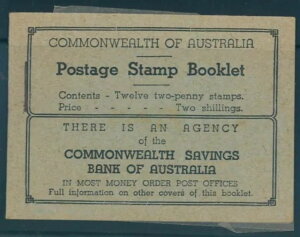 COMMONWEALTH OF AUSTRALIA
Postage Stamp Booklet
Contents - Twelve two-penny stamps.
Price - - - - - Two shillings.
THERE IS AN AGENCY
of the
COMMONWEALTH SAVINGS
BANK OF AUSTRALIA
IN MOST MONEY ORDER POST OFFICES
Full information on other covers of this booklet.